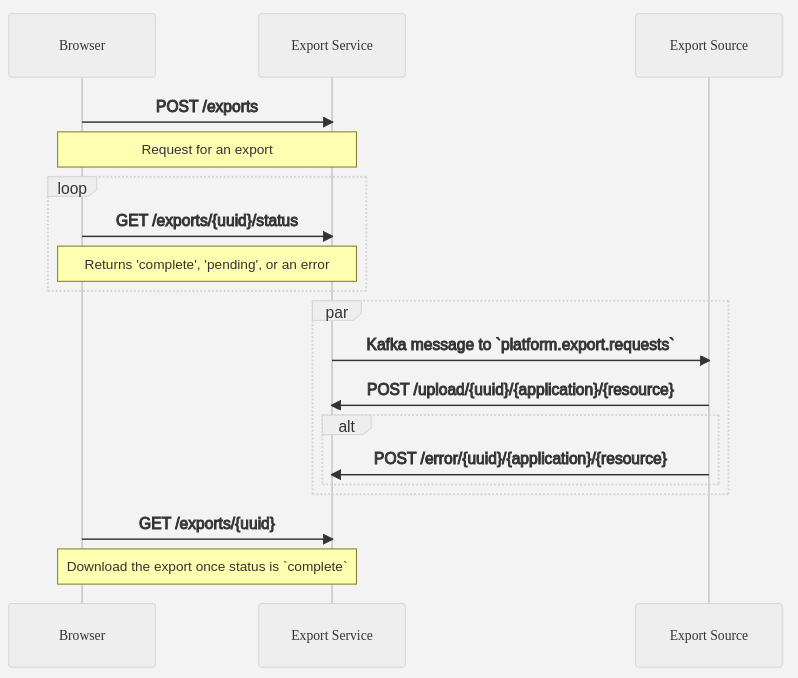 Browser
Export Service
Export Source
POST /exports
Request for an export
loop
GET /exports/{uuid}/status
Returns 'complete', 'pending', or an error
par
Kafka message to `platform.export.requests`
POST /upload/{uuid}/{application}/{resource}
alt
POST /error/{uuid}/{application}/{resource}
GET /exports/{uuid}
Download the export once status is `complete`
Browser
Export Service
Export Source